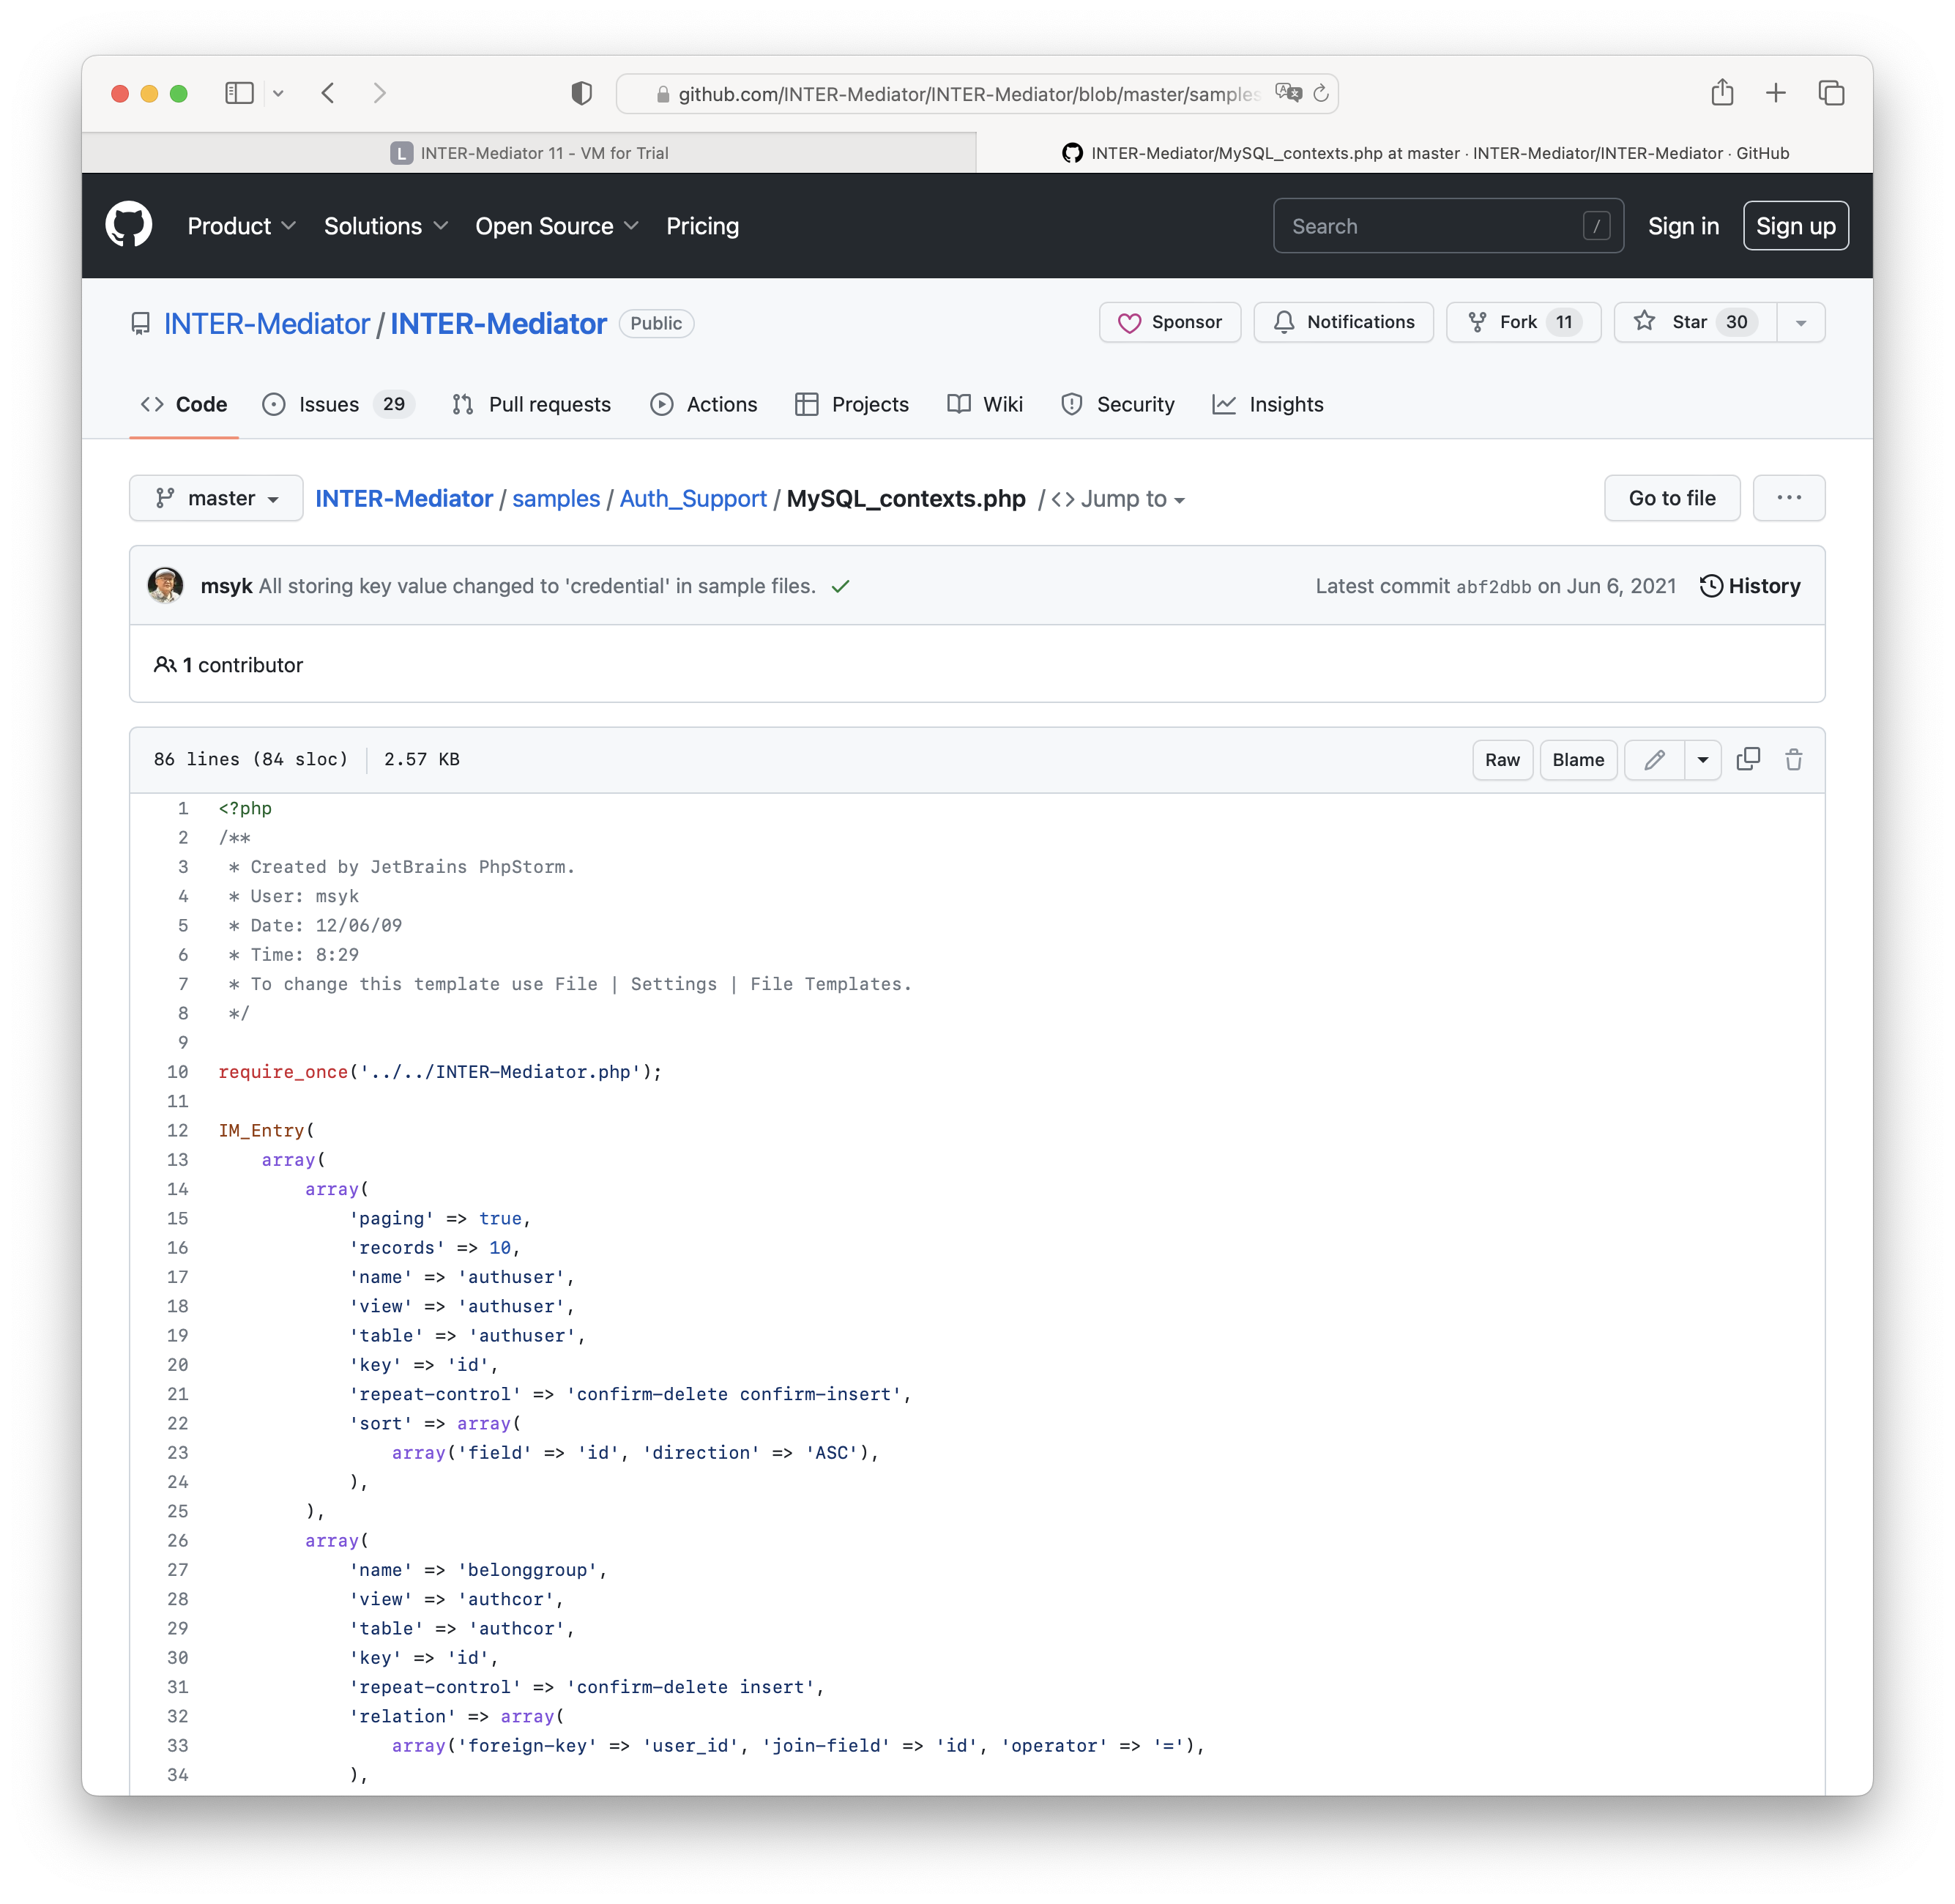 github.com/INTER-Mediator/INTER-Mediator/blob/master/samples
L INTER-Mediator 11 - VM for Trial
INTER-Mediator/MySQL_contexts.php at master · INTER-Mediator/INTER-Mediator · GitHub
Product Solutions Open Source Pricing Search / Sign in Sign up
INTER-Mediator / INTER-Mediator Public Sponsor Notifications Fork 11 Star 30
Code Issues 29 Pull requests Actions Projects Wiki Security Insights
master INTER-Mediator / samples / Auth_Support / MySQL_contexts.php / <> Jump to Go to file ...
msyk All storing key value changed to 'credential' in sample files. Latest commit abf2dbb on Jun 6, 2021 History
1 contributor
86 lines (84 sloc) 2.57 KB Raw Blame
1 <?php
2 /**
3  * Created by JetBrains PhpStorm.
4  * User: msyk
5  * Date: 12/06/09
6  * Time: 8:29
7  * To change this template use File | Settings | File Templates.
8  */
9
10 require_once('../../INTER-Mediator.php');
11
12 IM_Entry(
13     array(
14         array(
15             'paging' => true,
16             'records' => 10,
17             'name' => 'authuser',
18             'view' => 'authuser',
19             'table' => 'authuser',
20             'key' => 'id',
21             'repeat-control' => 'confirm-delete confirm-insert',
22             'sort' => array(
23                 array('field' => 'id', 'direction' => 'ASC'),
24             ),
25         ),
26         array(
27             'name' => 'belonggroup',
28             'view' => 'authcor',
29             'table' => 'authcor',
30             'key' => 'id',
31             'repeat-control' => 'confirm-delete insert',
32             'relation' => array(
33                 array('foreign-key' => 'user_id', 'join-field' => 'id', 'operator' => '='),
34             ),